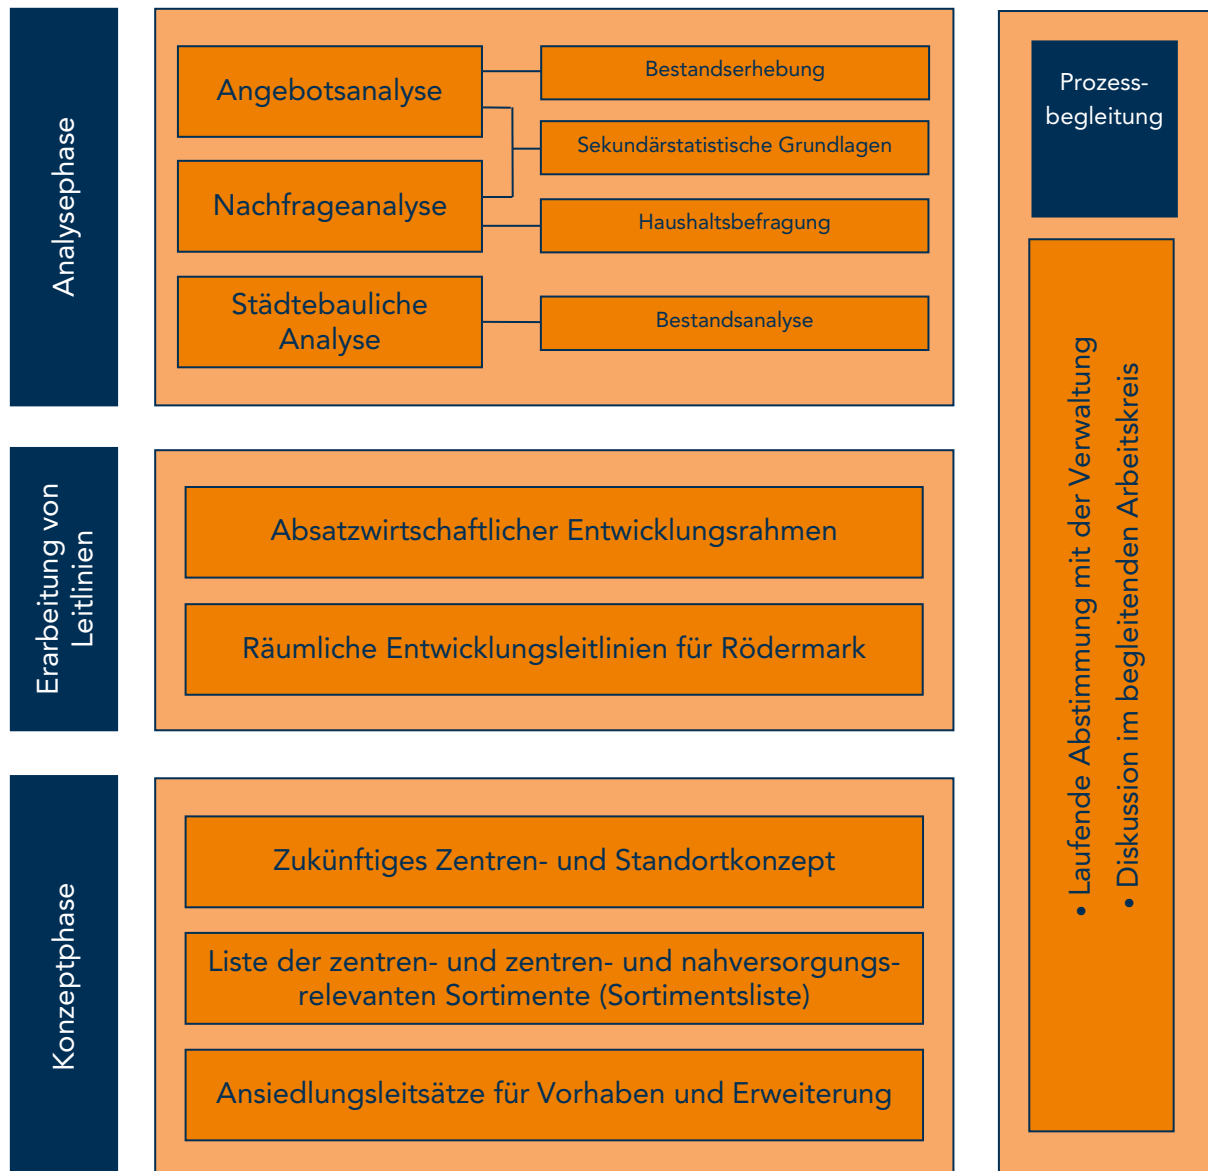 Analysephase
Angebotsanalyse
Bestandserhebung
Sekundärstatistische Grundlagen
Nachfrageanalyse
Haushaltsbefragung
Städtebauliche
Analyse
Bestandsanalyse
Erarbeitung von
Leitlinien
Absatzwirtschaftlicher Entwicklungsrahmen
Räumliche Entwicklungsleitlinien für Rödermark
Konzeptphase
Zukünftiges Zentren- und Standortkonzept
Liste der zentren- und zentren- und nahversorgungs-
relevanten Sortimente (Sortimentsliste)
Ansiedlungsleitsätze für Vorhaben und Erweiterung
Prozess-
begleitung
• Laufende Abstimmung mit der Verwaltung
• Diskussion im begleitenden Arbeitskreis